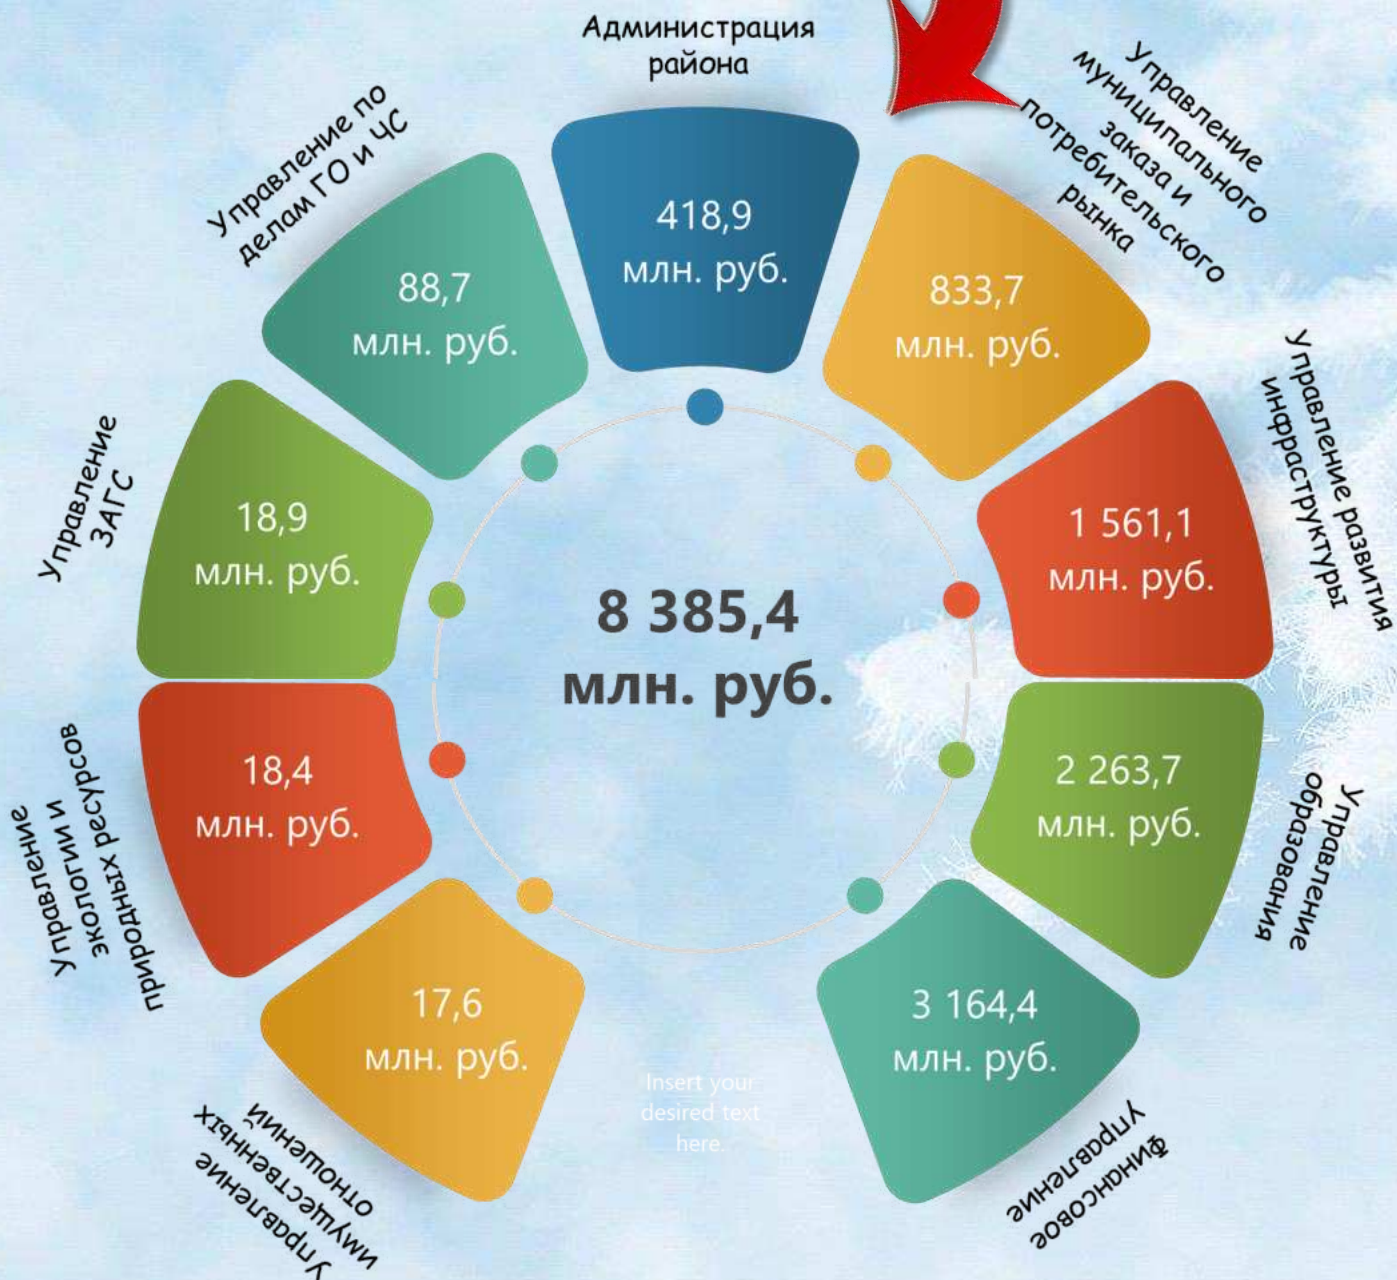 Администрация
района
418,9
млн. руб.
Управление
муниципального
заказа и
потребительского
рынка
833,7
млн. руб.
Управление развития
инфраструктуры
1 561,1
млн. руб.
Управление
образования
2 263,7
млн. руб.
Финансовое
управление
3 164,4
млн. руб.
Insert your
desired text
here.
Управление
имущественных
отношений
17,6
млн. руб.
Управление
экологии и
природных ресурсов
18,4
млн. руб.
Управление
ЗАГС
18,9
млн. руб.
Управление по
делам ГО и ЧС
88,7
млн. руб.
8 385,4
млн. руб.